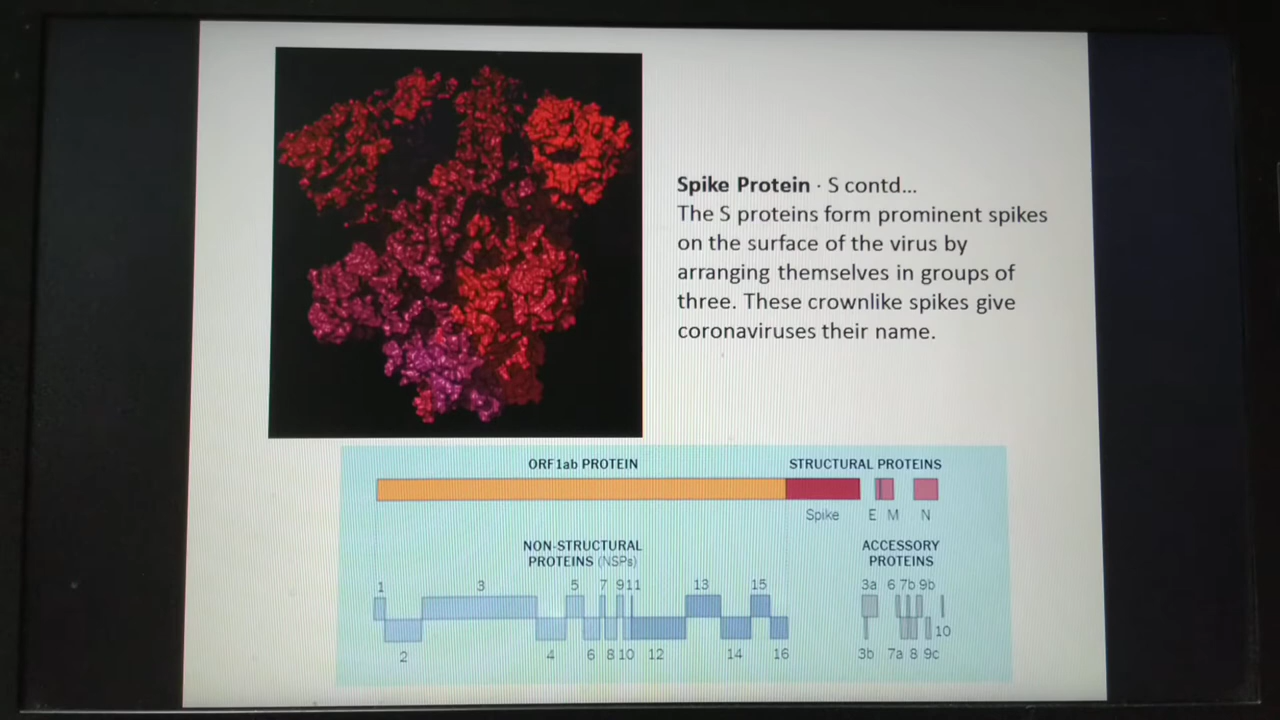 Spike Protein · S contd...
The S proteins form prominent spikes
on the surface of the virus by
arranging themselves in groups of
three. These crownlike spikes give
coronaviruses their name.
ORF1ab PROTEIN
STRUCTURAL PROTEINS
Spike E M N
NON-STRUCTURAL
PROTEINS (NSPs)
ACCESSORY
PROTEINS
1 3 5 7 9 11 13 15
3a 6 7b 9b
10
2 4 6 8 10 12 14 16
3b 7a 8 9c